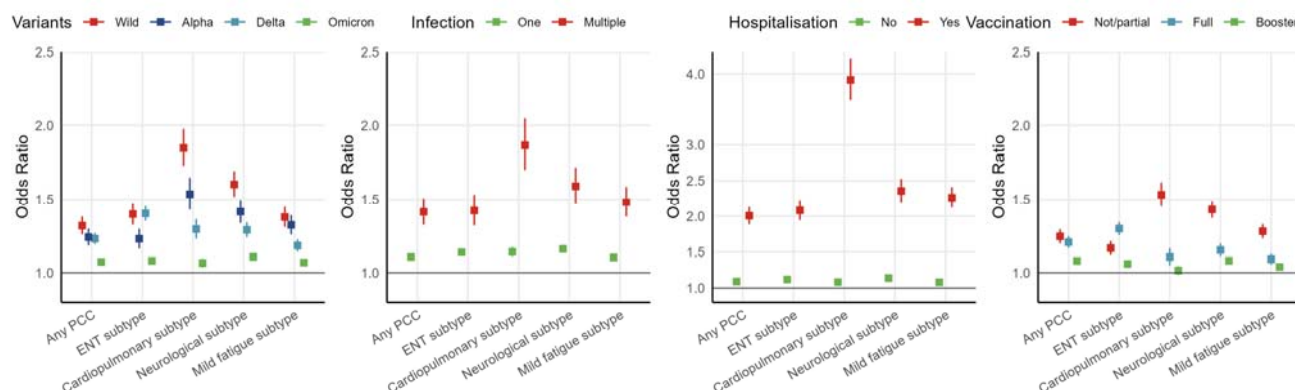 Variants Wild Alpha Delta Omicron
Infection One Multiple
Hospitalisation No Yes
Vaccination Not/partial Full Booster
Odds Ratio
2.5
2.0
1.5
1.0
Any PCC
ENT subtype
Cardiopulmonary subtype
Neurological subtype
Mild fatigue subtype
Odds Ratio
2.5
2.0
1.5
1.0
Any PCC
ENT subtype
Cardiopulmonary subtype
Neurological subtype
Mild fatigue subtype
Odds Ratio
4.0
2.5
2.0
1.5
1.0
Any PCC
ENT subtype
Cardiopulmonary subtype
Neurological subtype
Mild fatigue subtype
Odds Ratio
2.5
2.0
1.5
1.0
Any PCC
ENT subtype
Cardiopulmonary subtype
Neurological subtype
Mild fatigue subtype